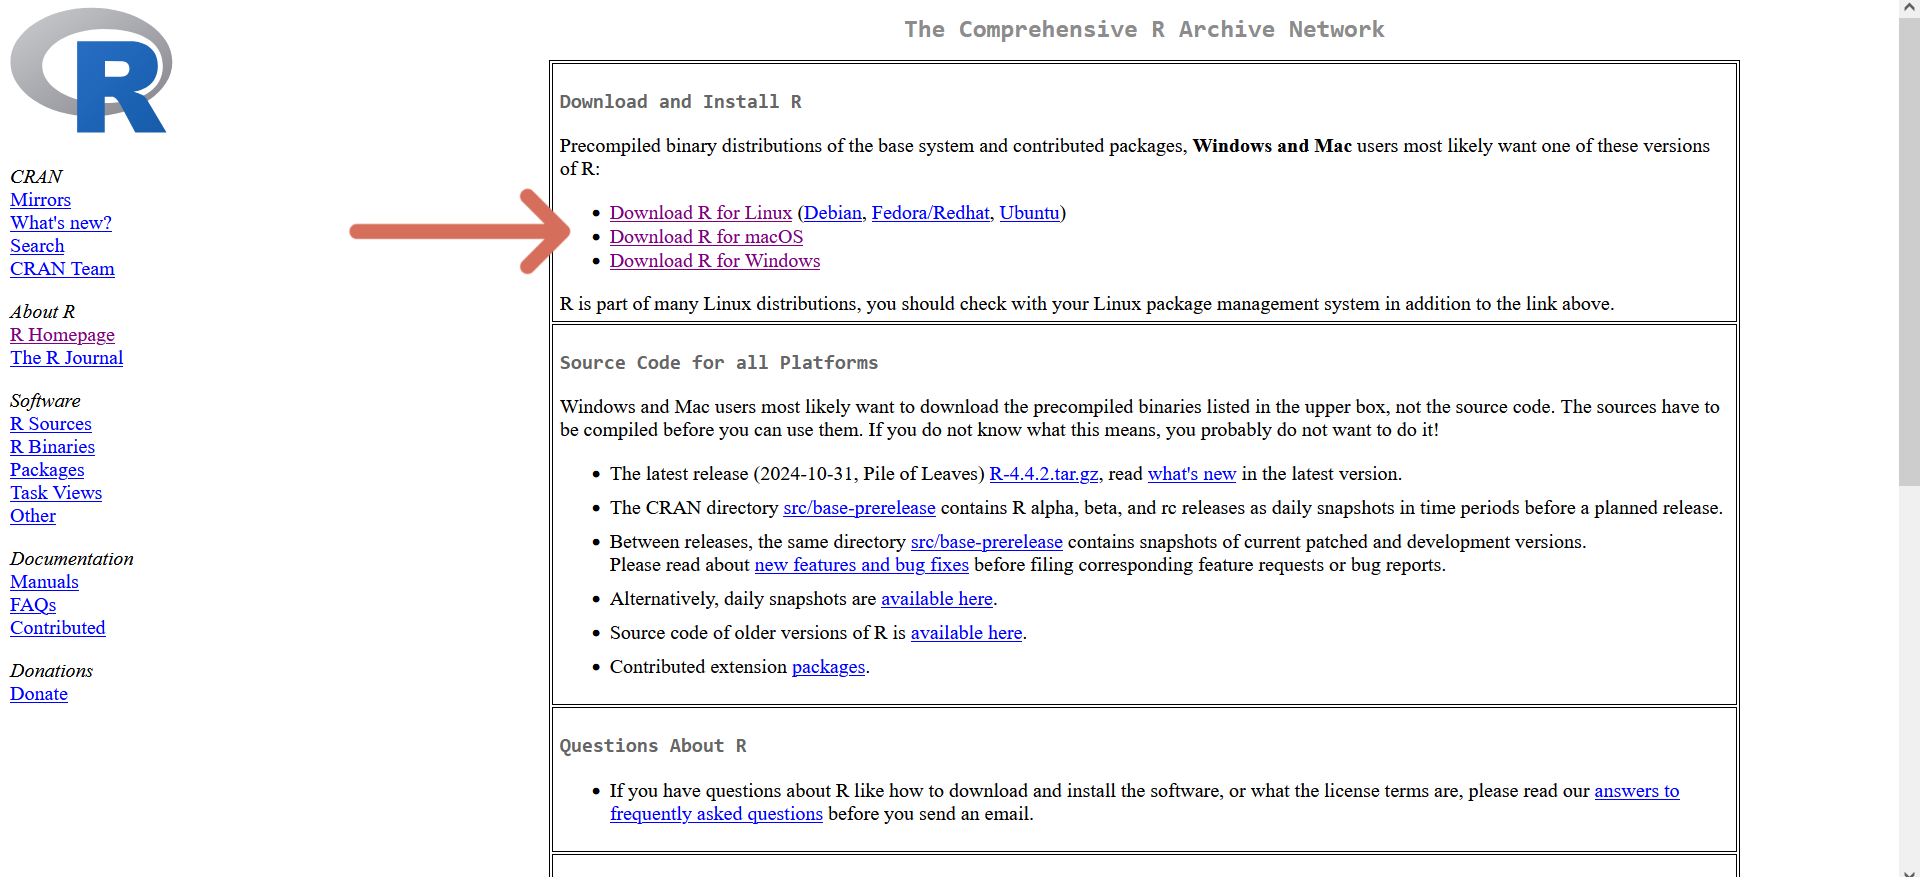 R
CRAN
Mirrors
What's new?
Search
CRAN Team
About R
R Homepage
The R Journal
Software
R Sources
R Binaries
Packages
Task Views
Other
Documentation
Manuals
FAQs
Contributed
Donations
Donate
The Comprehensive R Archive Network
Download and Install R
Precompiled binary distributions of the base system and contributed packages, Windows and Mac users most likely want one of these versions
of R:
• Download R for Linux (Debian, Fedora/Redhat, Ubuntu)
• Download R for macOS
• Download R for Windows
R is part of many Linux distributions, you should check with your Linux package management system in addition to the link above.
Source Code for all Platforms
Windows and Mac users most likely want to download the precompiled binaries listed in the upper box, not the source code. The sources have to
be compiled before you can use them. If you do not know what this means, you probably do not want to do it!
• The latest release (2024-10-31, Pile of Leaves) R-4.4.2.tar.gz, read what's new in the latest version.
• The CRAN directory src/base-prerelease contains R alpha, beta, and rc releases as daily snapshots in time periods before a planned release.
• Between releases, the same directory src/base-prerelease contains snapshots of current patched and development versions.
Please read about new features and bug fixes before filing corresponding feature requests or bug reports.
• Alternatively, daily snapshots are available here.
• Source code of older versions of R is available here.
• Contributed extension packages.
Questions About R
• If you have questions about R like how to download and install the software, or what the license terms are, please read our answers to
frequently asked questions before you send an email.